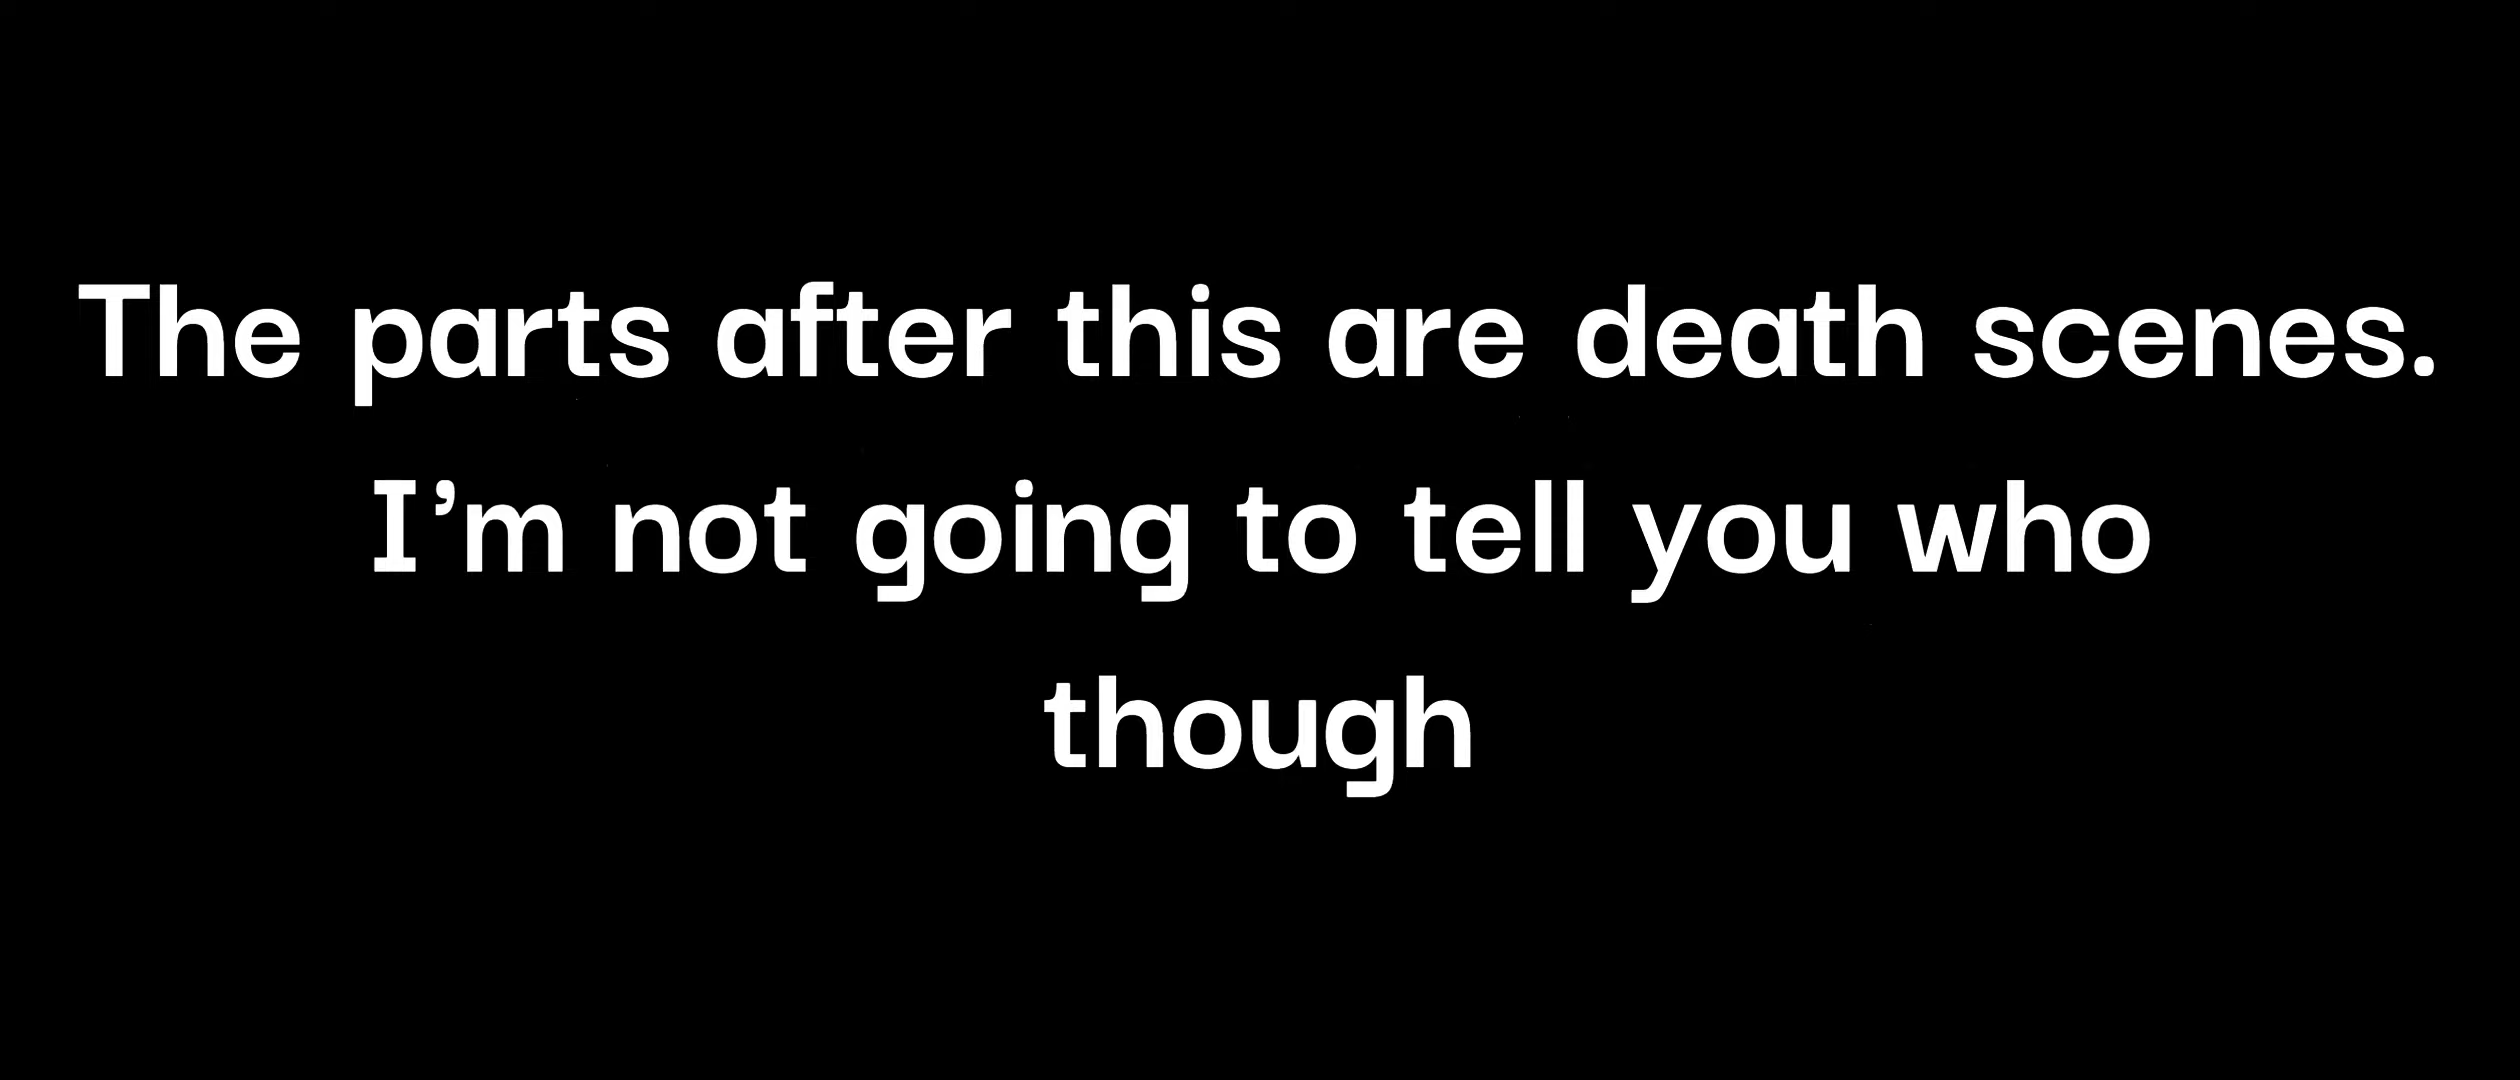 The parts after this are death scenes.
I’m not going to tell you who
though